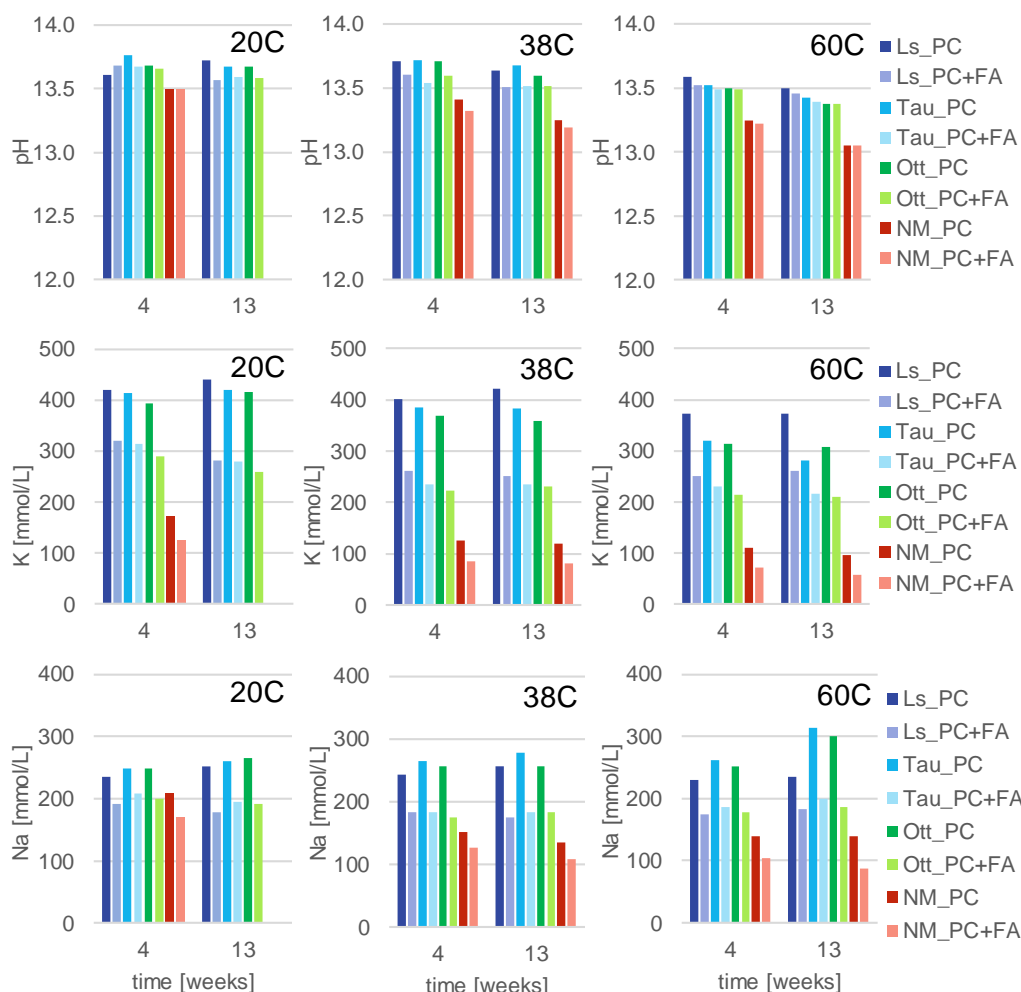 20C
14.0
13.5
13.0
12.5
12.0
pH
4
13
38C
14.0
13.5
13.0
12.5
12.0
pH
4
13
60C
14.0
13.5
13.0
12.5
12.0
pH
4
13
Ls_PC
Ls_PC+FA
Tau_PC
Tau_PC+FA
Ott_PC
Ott_PC+FA
NM_PC
NM_PC+FA
20C
500
400
300
200
100
0
K [mmol/L]
4
13
38C
500
400
300
200
100
0
K [mmol/L]
4
13
60C
500
400
300
200
100
0
K [mmol/L]
4
13
Ls_PC
Ls_PC+FA
Tau_PC
Tau_PC+FA
Ott_PC
Ott_PC+FA
NM_PC
NM_PC+FA
20C
400
300
200
100
0
Na [mmol/L]
4
13
time [weeks]
38C
400
300
200
100
0
Na [mmol/L]
4
13
time [weeks]
60C
400
300
200
100
0
Na [mmol/L]
4
13
time [weeks]
Ls_PC
Ls_PC+FA
Tau_PC
Tau_PC+FA
Ott_PC
Ott_PC+FA
NM_PC
NM_PC+FA